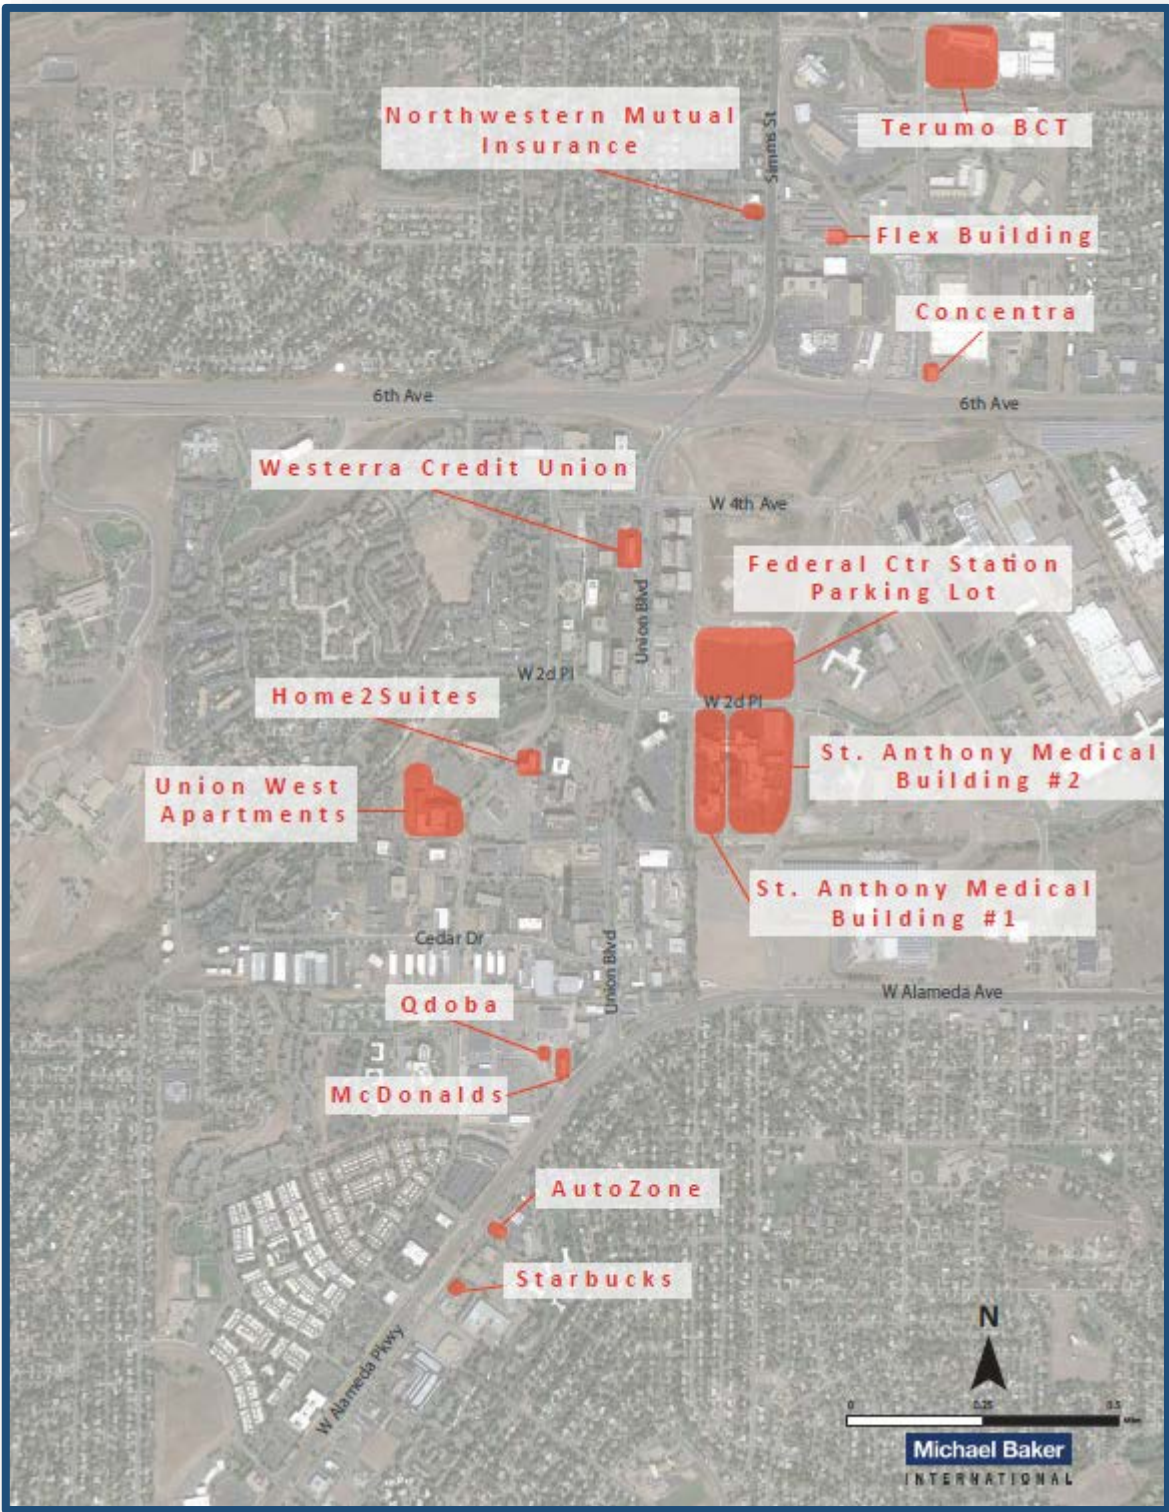 Terumo BCT
Northwestern Mutual
Insurance
Simms St
Flex Building
Concentra
6th Ave
6th Ave
Westerra Credit Union
W 4th Ave
Federal Ctr Station
Parking Lot
Union Blvd
W 2d Pl
Home2Suites
W 2d Pl
St. Anthony Medical
Building #2
Union West
Apartments
St. Anthony Medical
Building #1
Cedar Dr
Union Blvd
W Alameda Ave
Qdoba
McDonalds
AutoZone
Starbucks
W Alameda Pkwy
N
0 0.25 0.5
Miles
Michael Baker
INTERNATIONAL